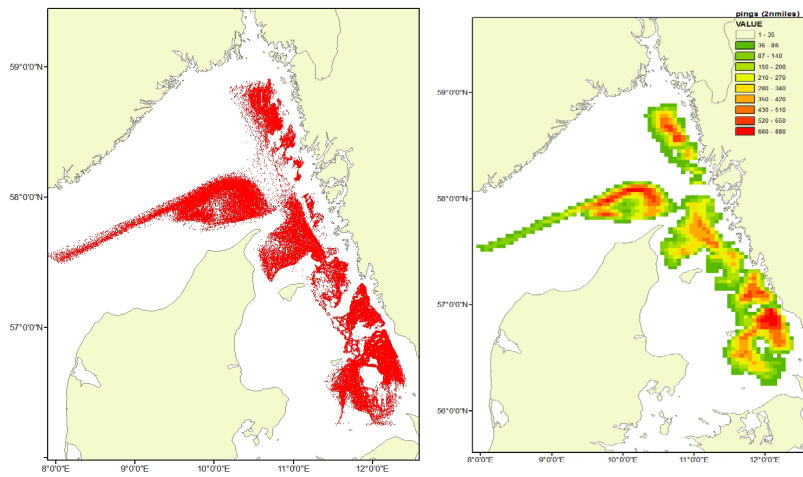 59°0'0"N
58°0'0"N
57°0'0"N
8°0'0"E
9°0'0"E
10°0'0"E
11°0'0"E
12°0'0"E
pings (2nmiles)
VALUE
1 - 35
36 - 86
87 - 140
150 - 200
210 - 270
280 - 340
350 - 420
430 - 510
520 - 650
660 - 880
59°0'0"N
58°0'0"N
57°0'0"N
56°0'0"N
8°0'0"E
9°0'0"E
10°0'0"E
11°0'0"E
12°0'0"E